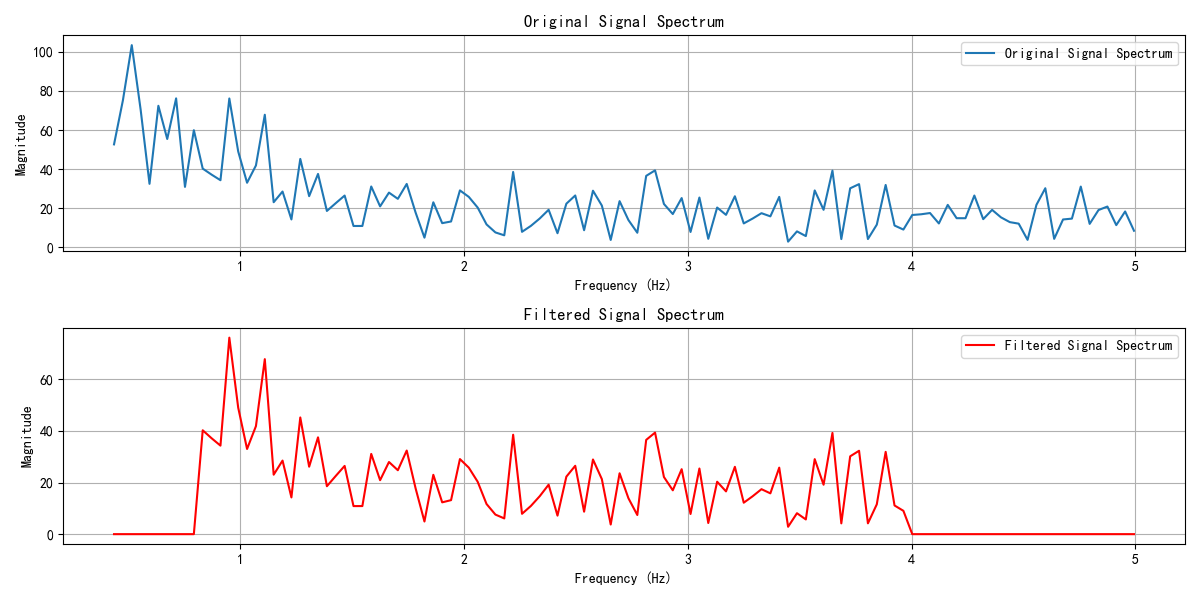 Original Signal Spectrum
Original Signal Spectrum
Magnitude
100
80
60
40
20
0
1 2 3 4 5
Frequency (Hz)
Filtered Signal Spectrum
Filtered Signal Spectrum
Magnitude
60
40
20
0
1 2 3 4 5
Frequency (Hz)